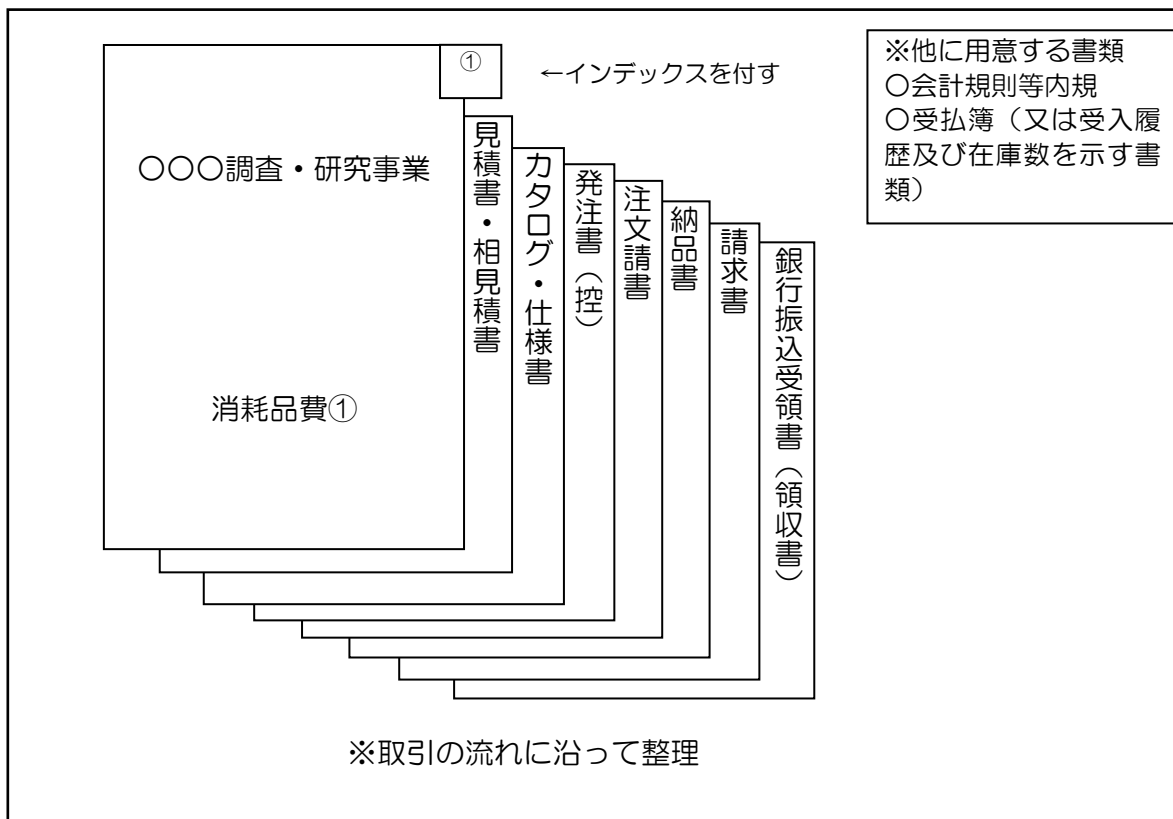 ①
←インデックスを付す
〇〇〇調査・研究事業
消耗品費①
見積書・相見積書
カタログ・仕様書
発注書（控）
注文請書
納品書
請求書
銀行振込受領書（領収書）
※他に用意する書類
〇会計規則等内規
〇受払簿（又は受入履
歴及び在庫数を示す書
類）
※取引の流れに沿って整理